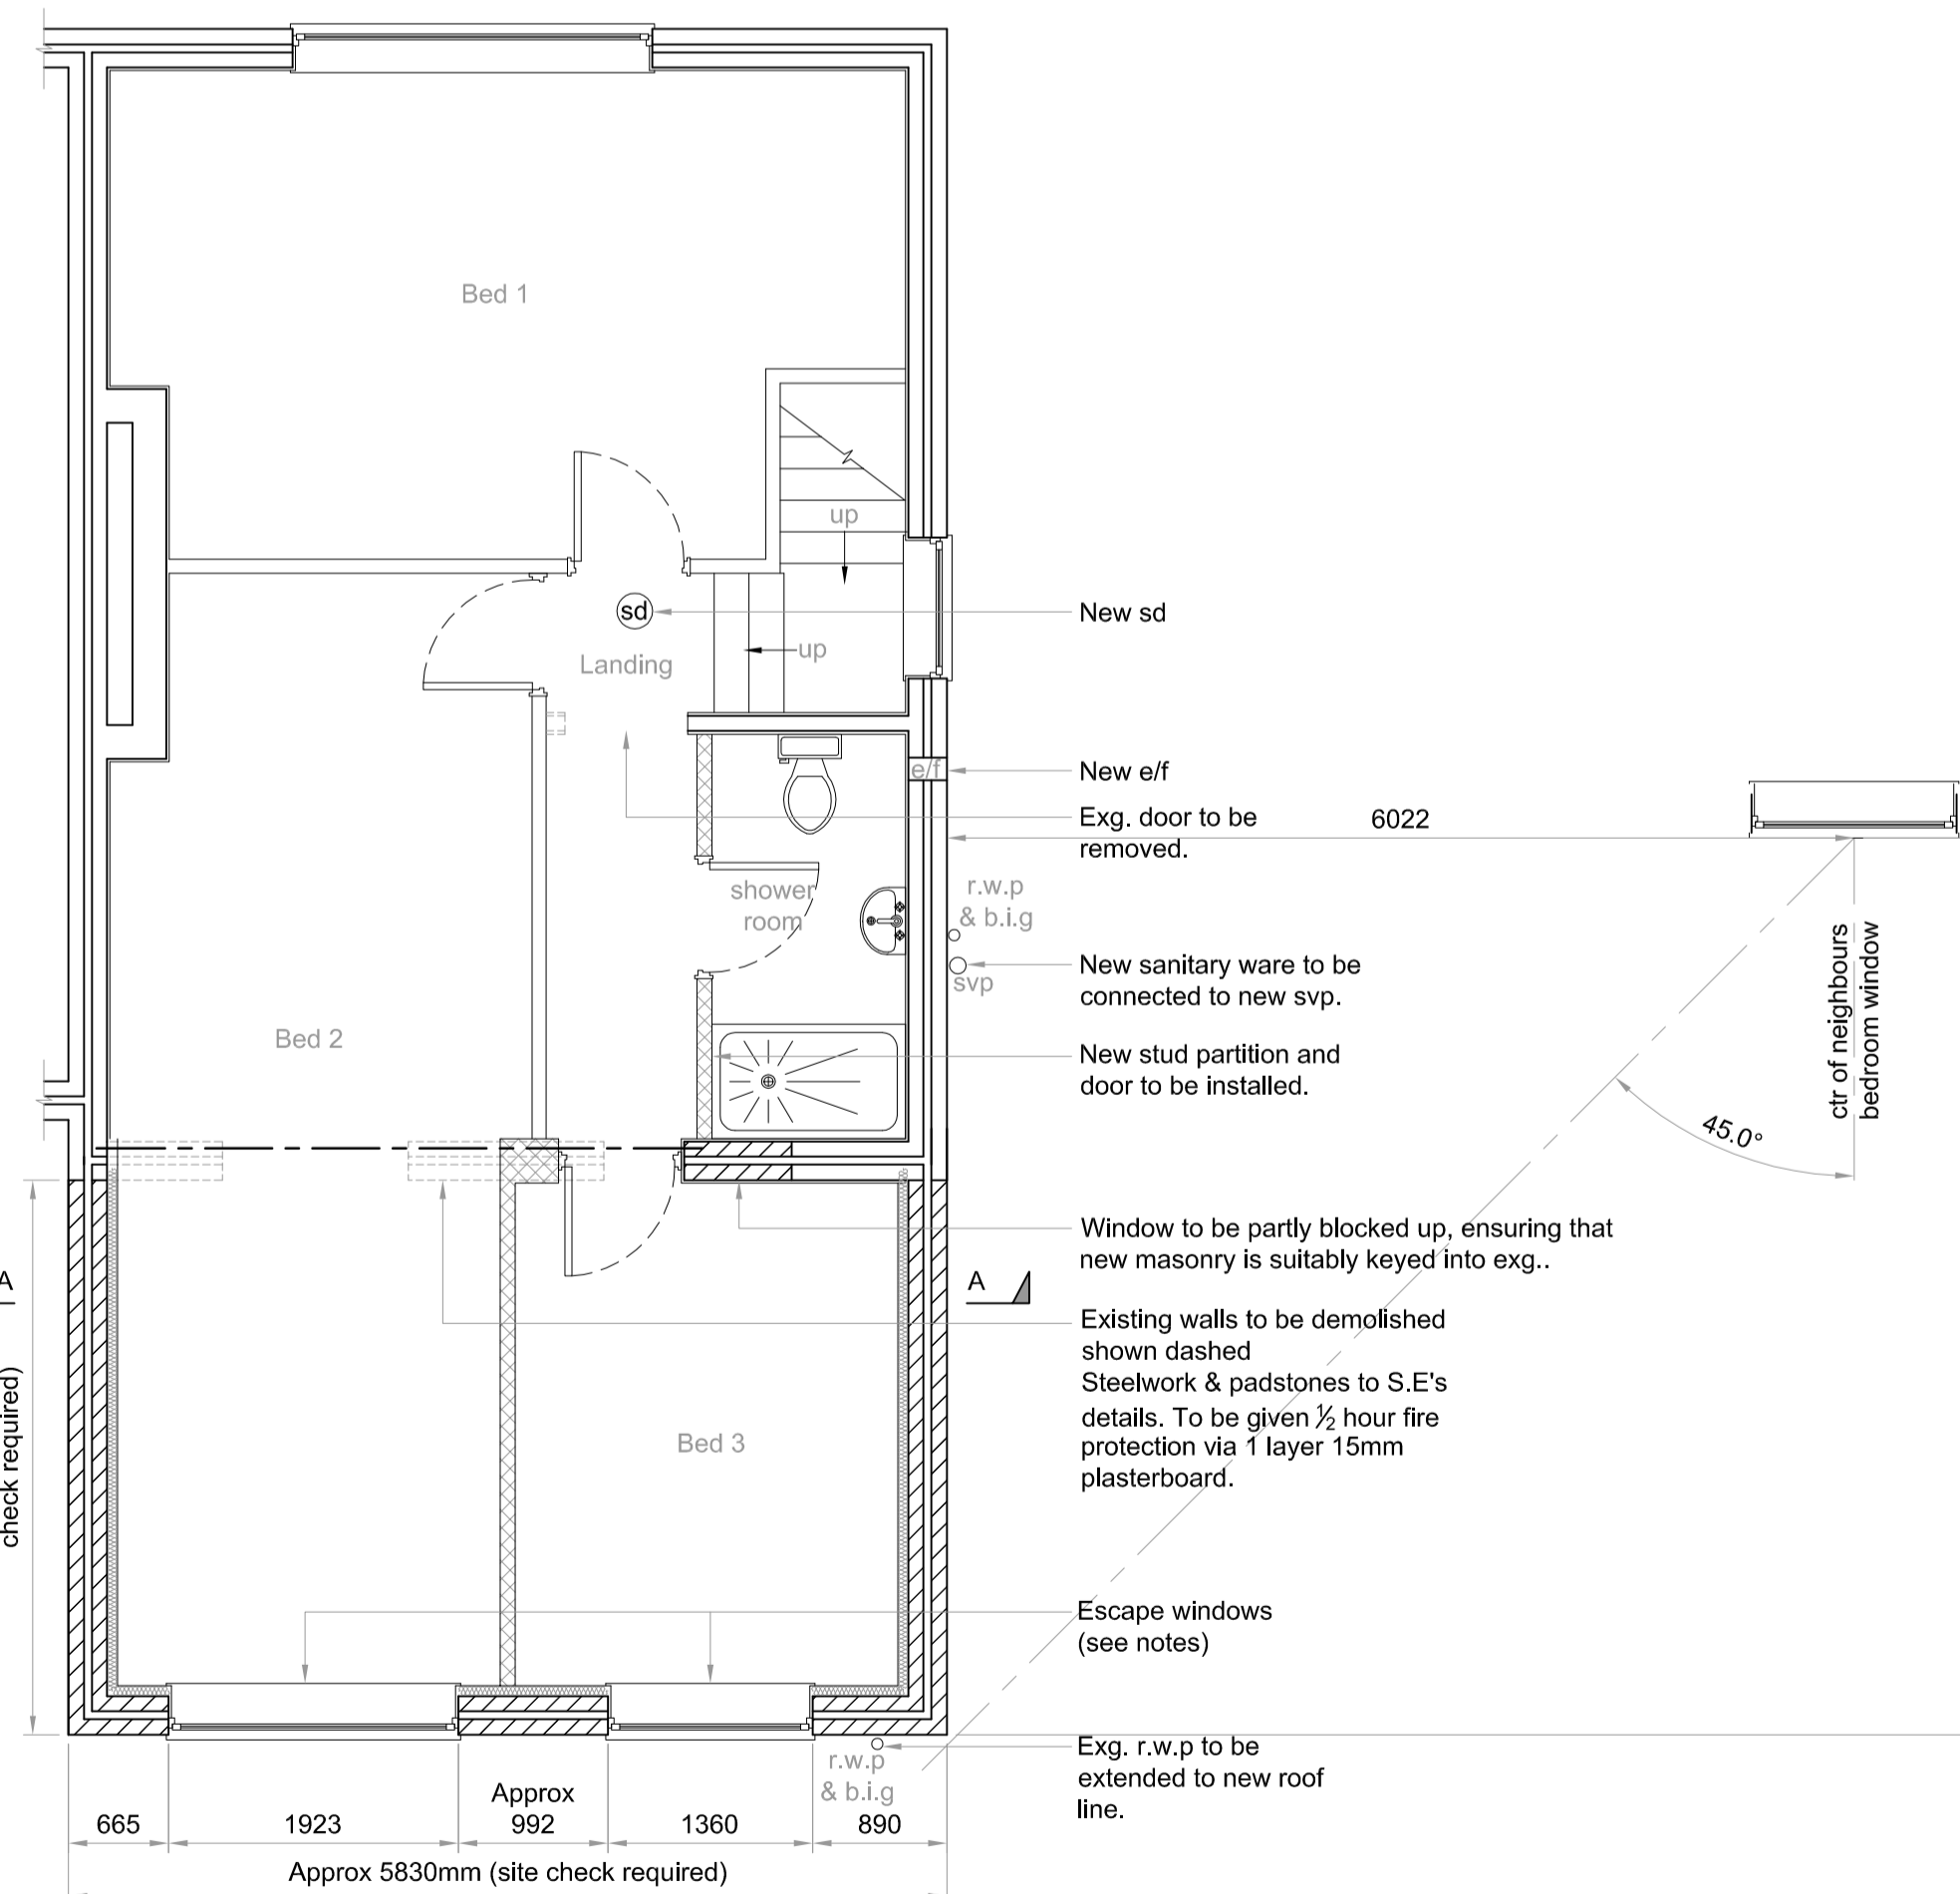 Bed 1
up
sd
New sd
up
Landing
e/f
New e/f
Exg. door to be
removed.
6022
shower
room
r.w.p
& b.i.g
svp
New sanitary ware to be
connected to new svp.
ctr of neighbours
bedroom window
Bed 2
New stud partition and
door to be installed.
45.0°
Window to be partly blocked up, ensuring that
new masonry is suitably keyed into exg..
A
A
Existing walls to be demolished
shown dashed
Steelwork & padstones to S.E's
details. To be given ½ hour fire
protection via 1 layer 15mm
plasterboard.
check required)
Bed 3
Escape windows
(see notes)
Exg. r.w.p to be
extended to new roof
line.
r.w.p
& b.i.g
Approx
665 1923 992 1360 890
Approx 5830mm (site check required)